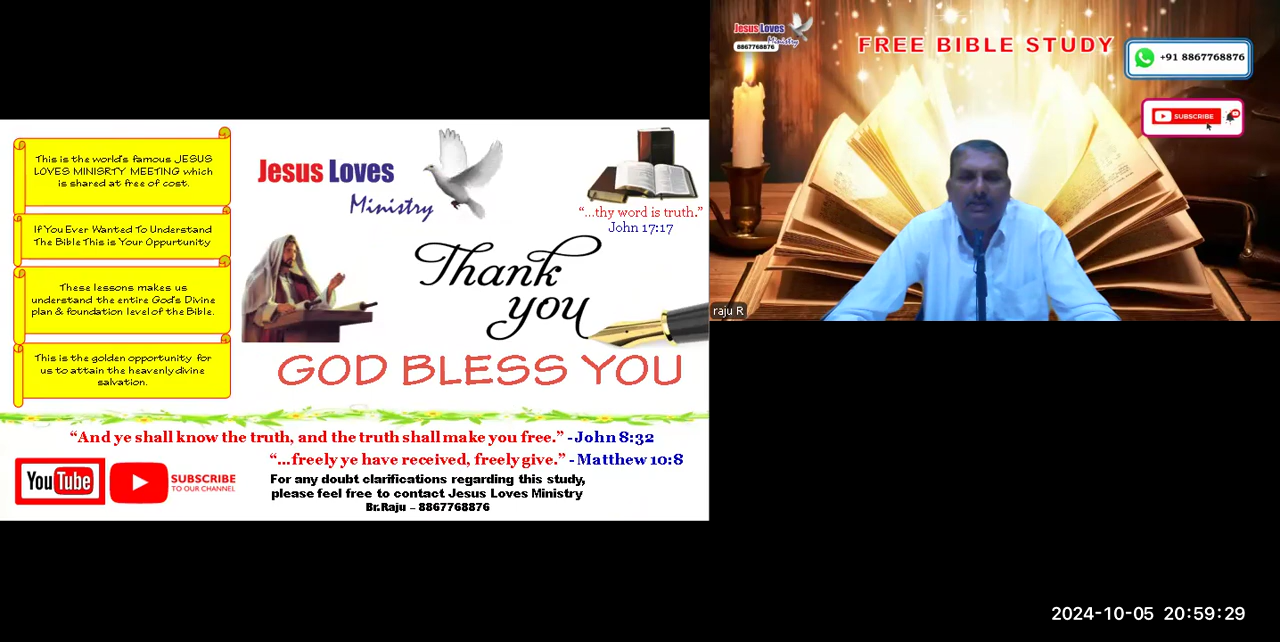 This is the world's famous JESUS
LOVES MINISRTY MEETING which
is shared at free of cost.
If You Ever Wanted To Understand
The Bible This is Your Oppurtunity
These lessons makes us
understand the entire God's Divine
plan & foundation level of the Bible.
This is the golden opportunity for
us to attain the heavenly divine
salvation.
Jesus Loves
Ministry
"...thy word is truth."
John 17:17
Thank
you
GOD BLESS YOU
"And ye shall know the truth, and the truth shall make you free." -John 8:32
"...freely ye have received, freely give." - Matthew 10:8
YouTube
SUBSCRIBE
TO OUR CHANNEL
For any doubt clarifications regarding this study,
please feel free to contact Jesus Loves Ministry
Br.Raju – 8867768876
Jesus Loves
Ministry
8867768876
FREE BIBLE STUDY
+91 8867768876
SUBSCRIBE
raju R
2024-10-05 20:59:29